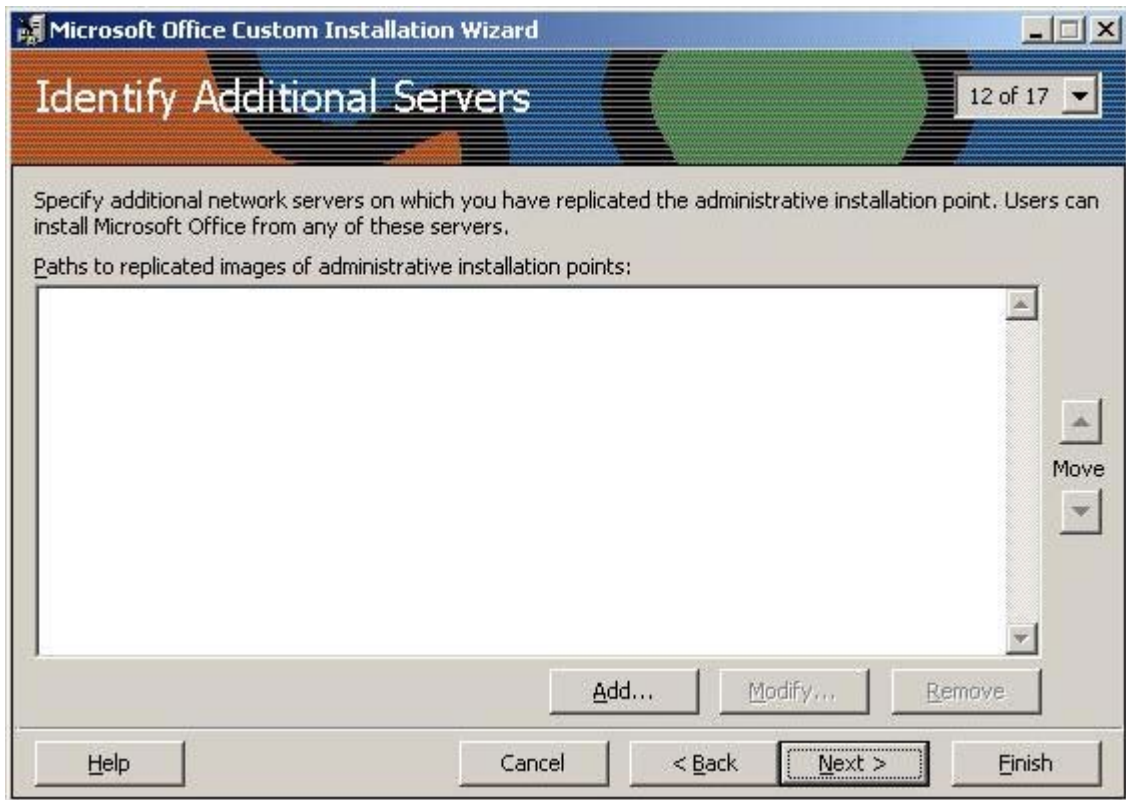 Microsoft Office Custom Installation Wizard
Identify Additional Servers
12 of 17
Specify additional network servers on which you have replicated the administrative installation point. Users can
install Microsoft Office from any of these servers.
Paths to replicated images of administrative installation points:
Move
Add...
Modify...
Remove
Help
Cancel
< Back
Next >
Finish